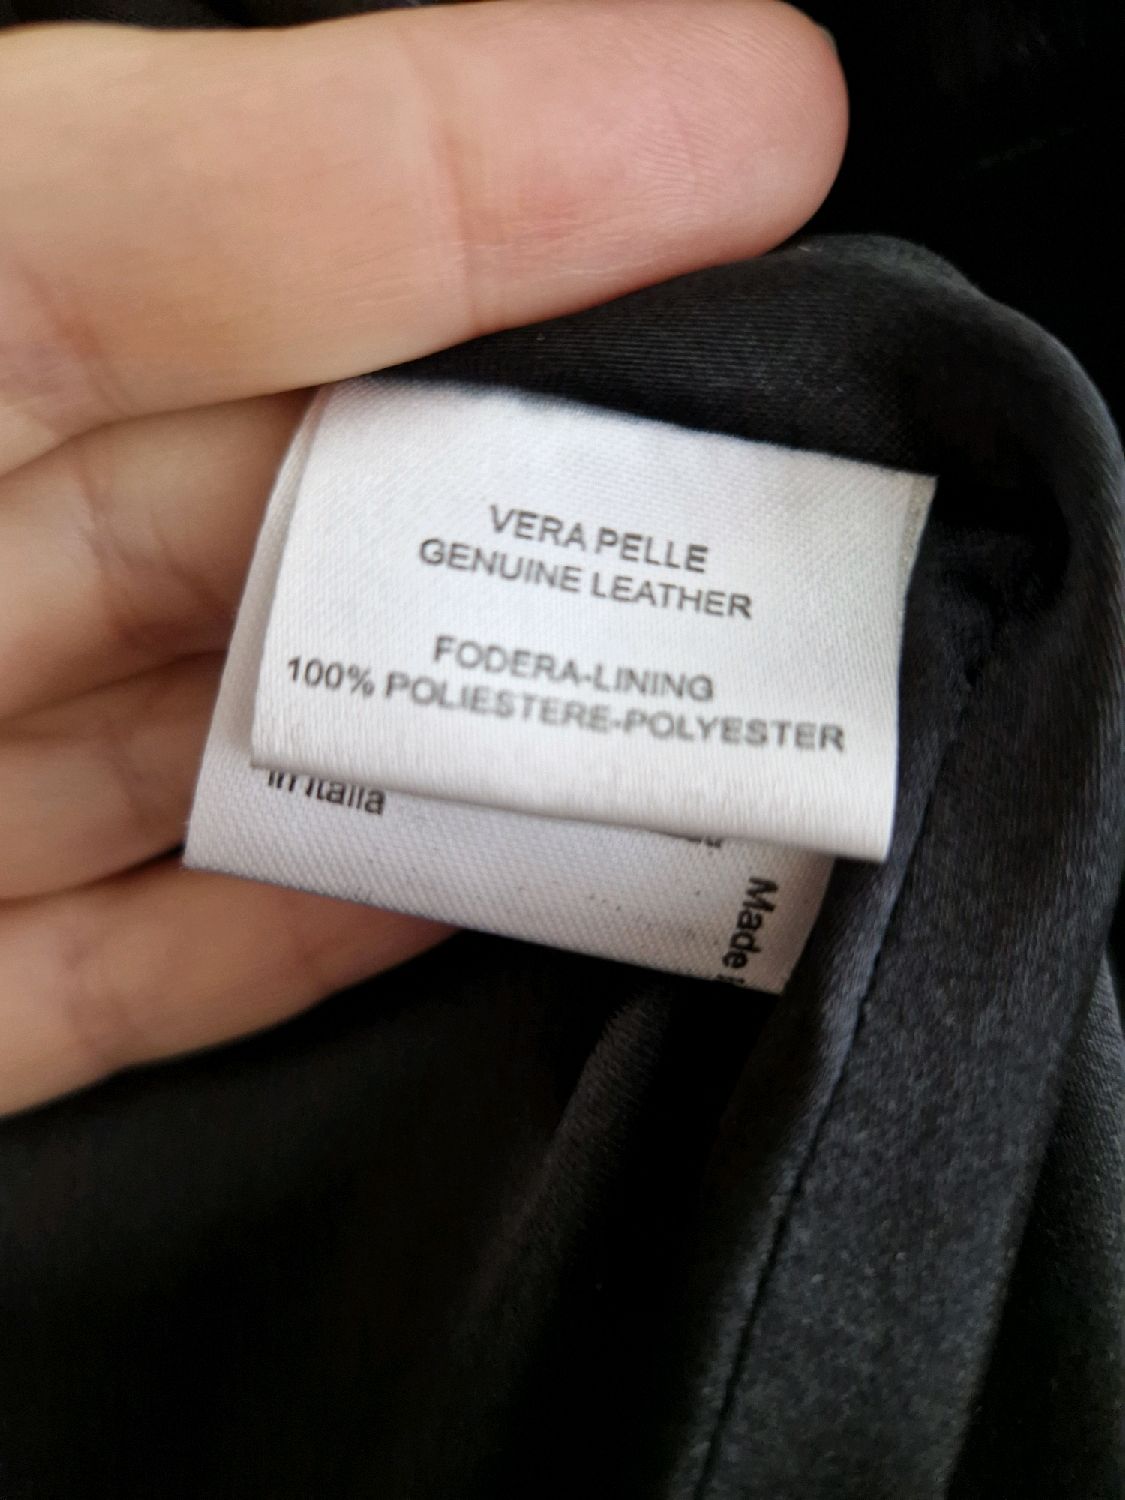 VERA PELLE
GENUINE LEATHER
FODERA-LINING
100% POLIESTERE-POLYESTER
in Italia
Made